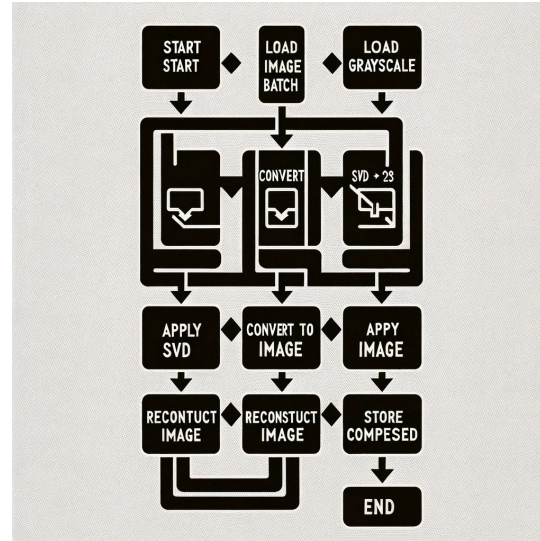 START
START
LOAD
IMAGE
BATCH
LOAD
GRAYSCALE
CONVERT
SVD + 2S
APPLY
SVD
CONVERT TO
IMAGE
APPY
IMAGE
RECONTUCT
IMAGE
RECONSTUCT
IMAGE
STORE
COMPESED
END